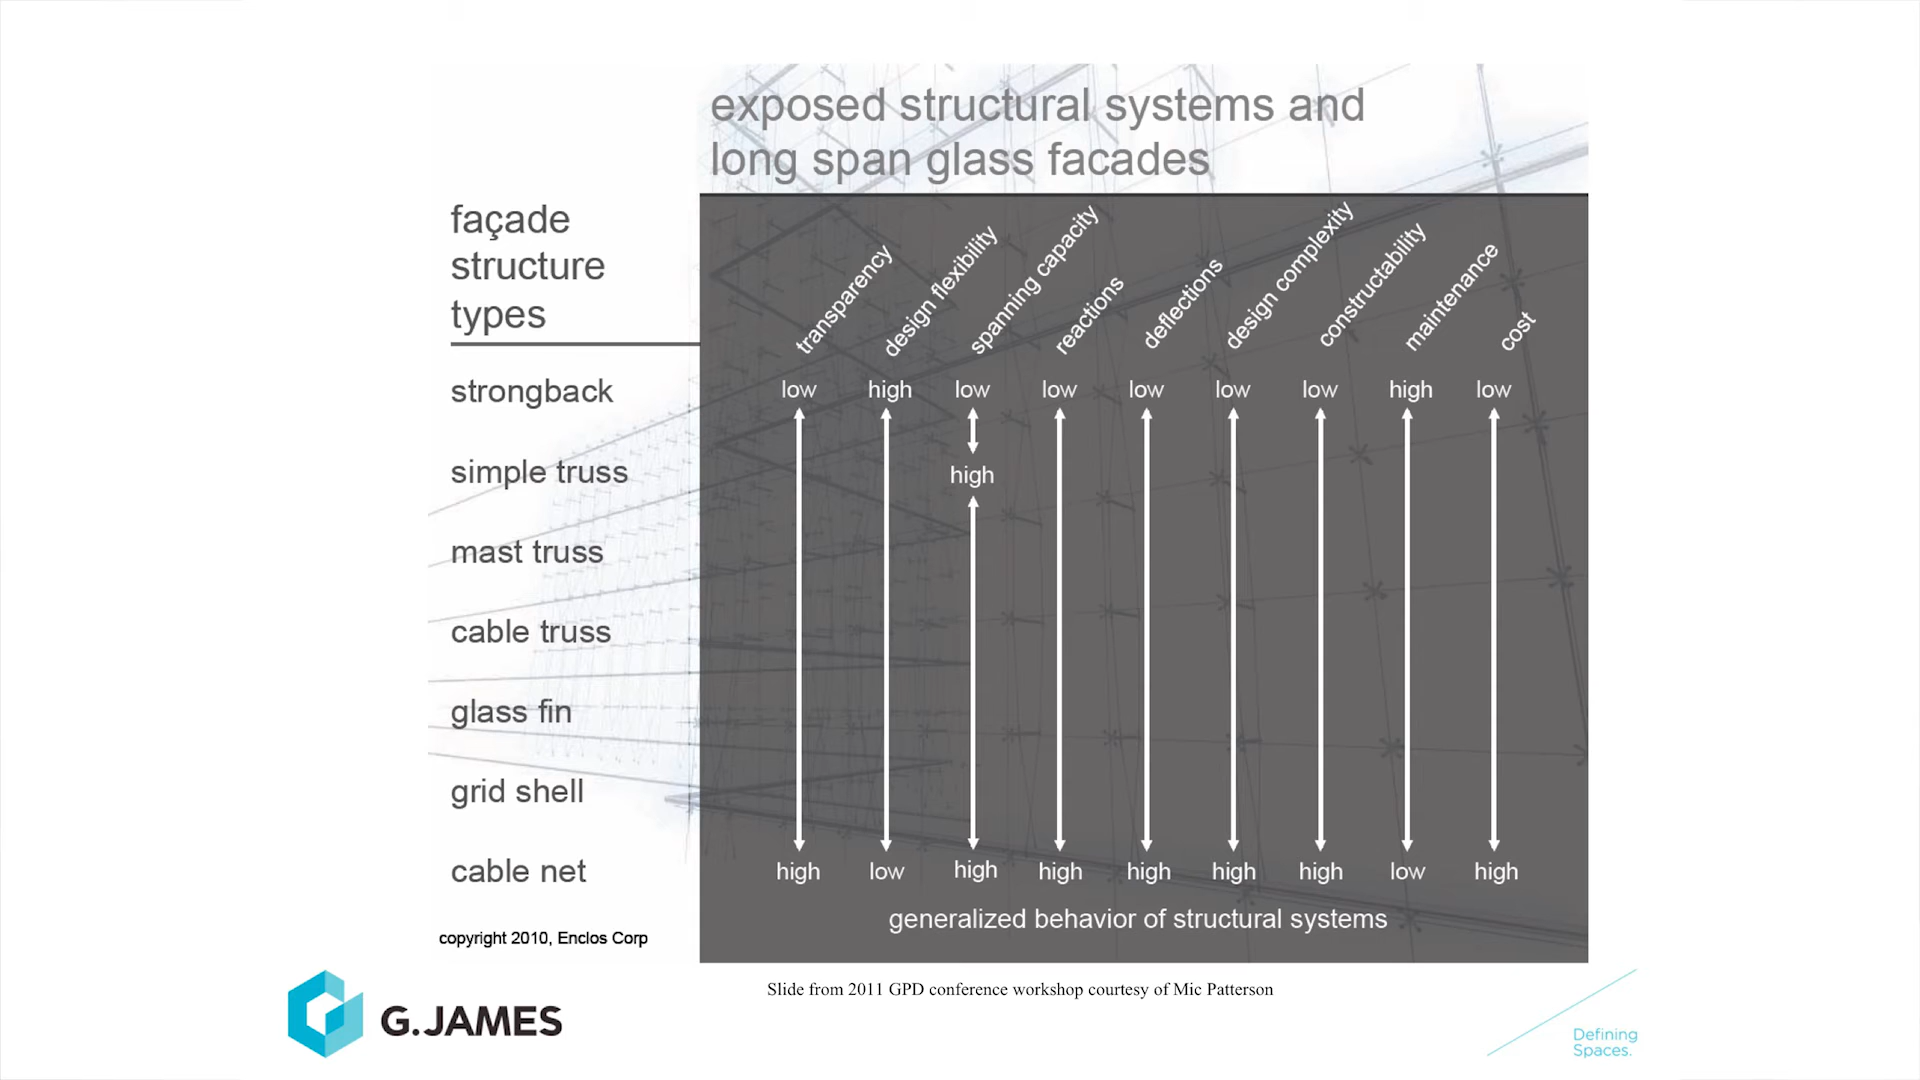 exposed structural systems and
long span glass facades
façade
structure
types
transparency
design flexibility
spanning capacity
reactions
deflections
design complexity
constructability
maintenance
cost
strongback
low high low low low low low high low
simple truss
high
mast truss
cable truss
glass fin
grid shell
cable net
high low high high high high high low high
generalized behavior of structural systems
copyright 2010, Enclos Corp
Slide from 2011 GPD conference workshop courtesy of Mic Patterson
G.JAMES
Defining
Spaces.